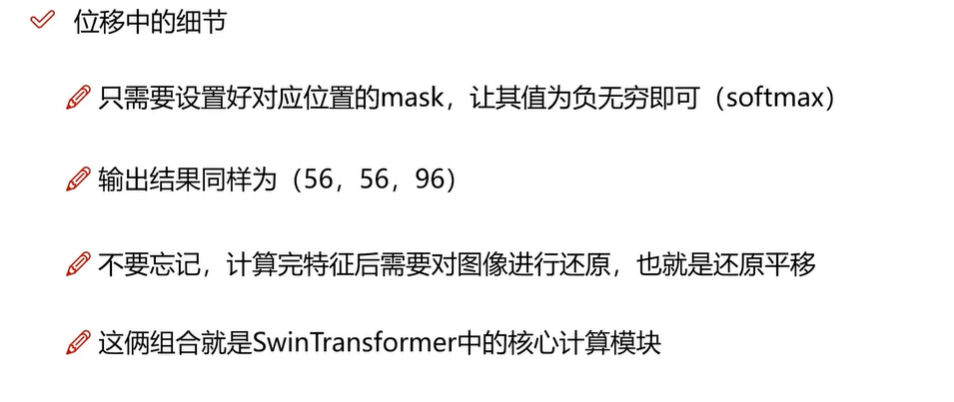 位移中的细节
只需要设置好对应位置的mask，让其值为负无穷即可（softmax）
输出结果同样为（56，56，96）
不要忘记，计算完特征后需要对图像进行还原，也就是还原平移
这俩组合就是SwinTransformer中的核心计算模块